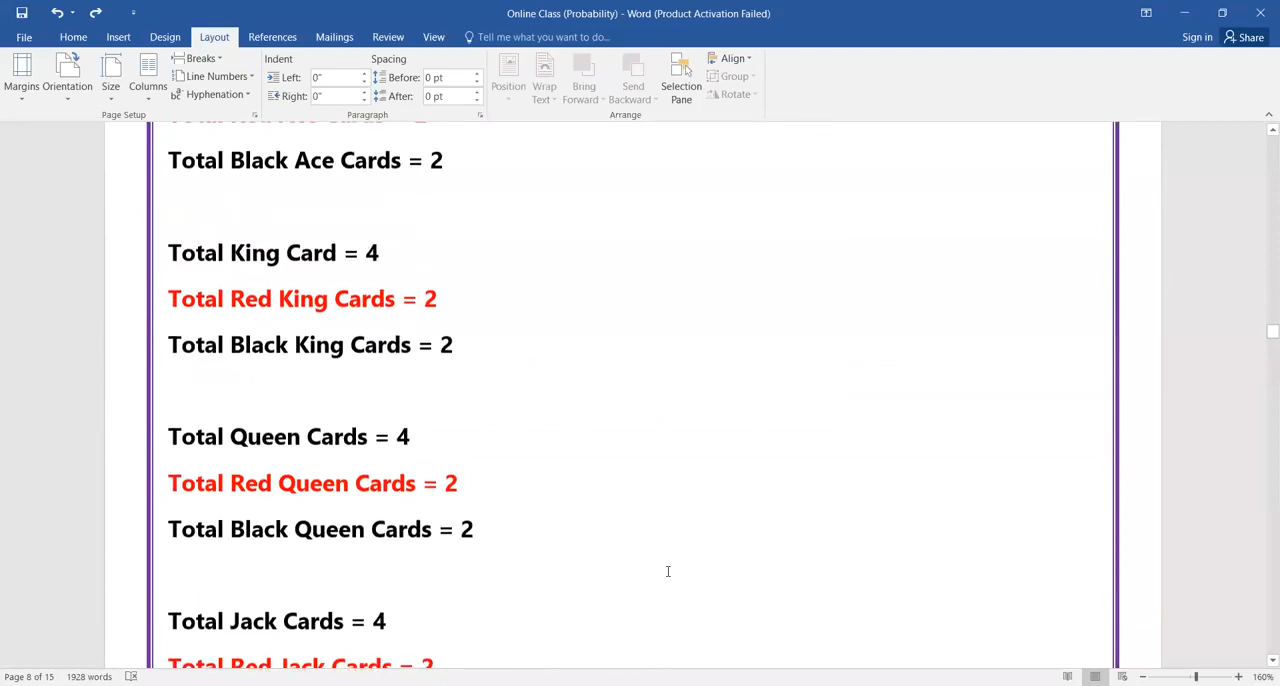 Online Class (Probability) - Word (Product Activation Failed)
File Home Insert Design Layout References Mailings Review View Tell me what you want to do... Sign in Share
Margins
Orientation
Size
Columns
Breaks
Line Numbers
Hyphenation
Page Setup
Indent
Left: 0"
Right: 0"
Spacing
Before: 0 pt
After: 0 pt
Paragraph
Position
Wrap Text
Bring Forward
Send Backward
Selection Pane
Align
Group
Rotate
Arrange
Total Black Ace Cards = 2
Total King Card = 4
Total Red King Cards = 2
Total Black King Cards = 2
Total Queen Cards = 4
Total Red Queen Cards = 2
Total Black Queen Cards = 2
Total Jack Cards = 4
Total Red Jack Cards = 2
Page 8 of 15 1928 words 160%